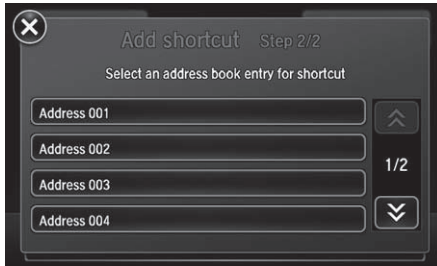 Add shortcut Step 2/2
Select an address book entry for shortcut
Address 001
Address 002
1/2
Address 003
Address 004